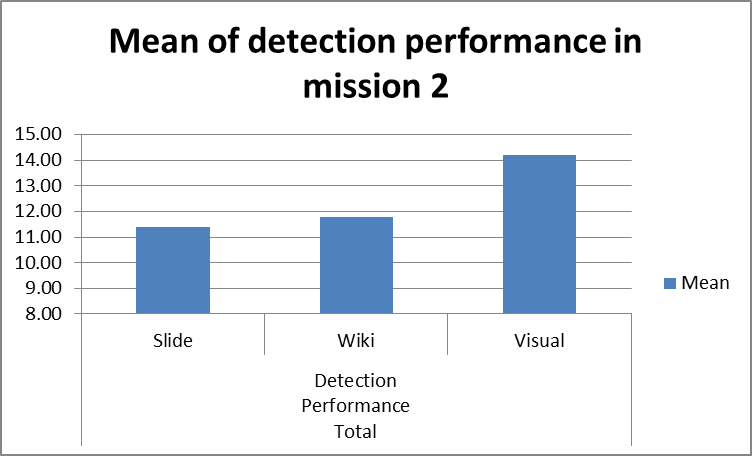 Mean of detection performance in
mission 2
15.00
14.00
13.00
12.00
11.00
10.00
9.00
8.00
Slide
Wiki
Visual
Detection
Performance
Total
Mean